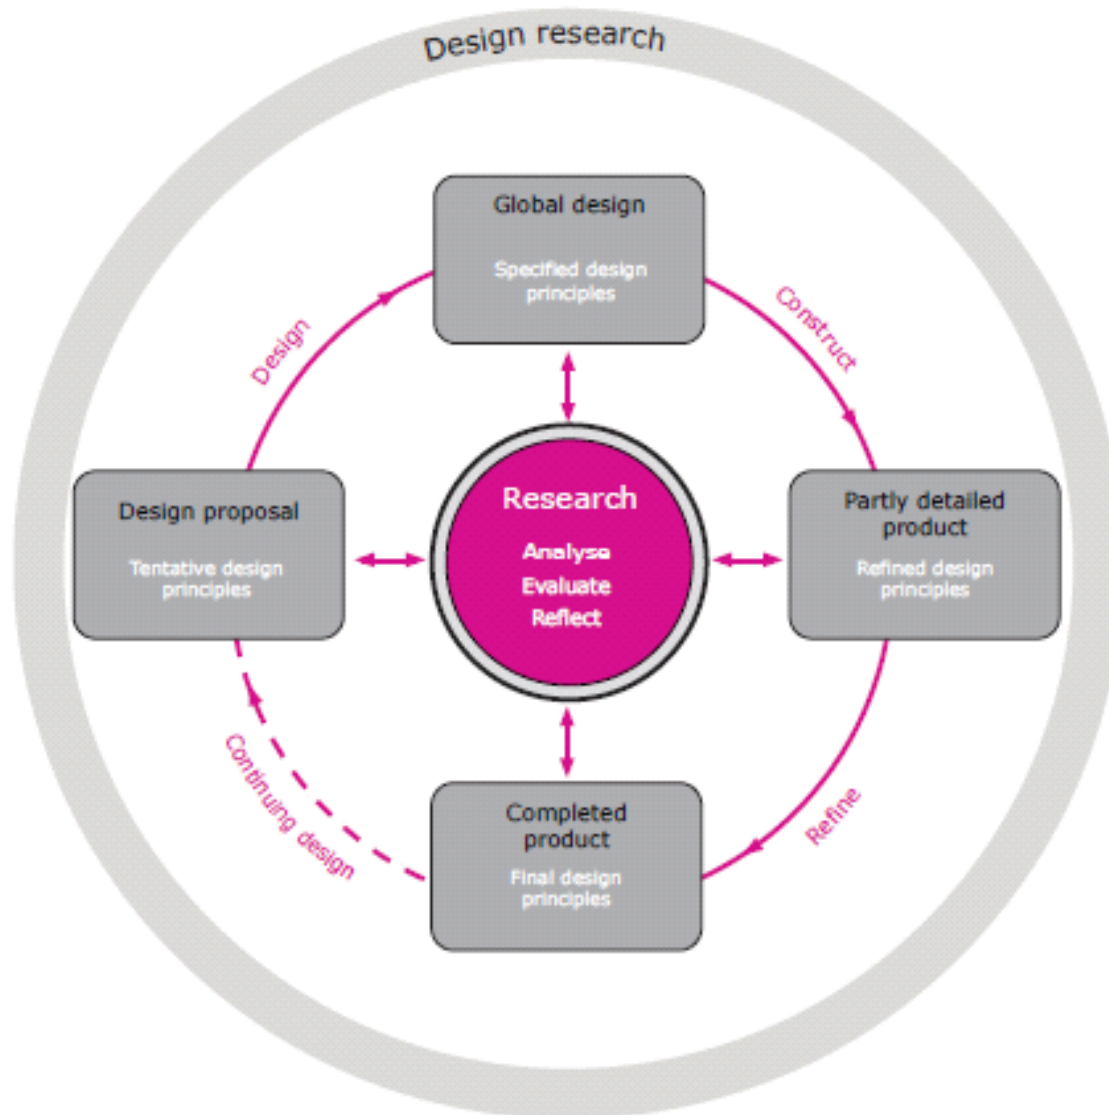 Design research
Global design
Specified design
principles
Design
Construct
Design proposal
Tentative design
principles
Research
Analyse
Evaluate
Reflect
Partly detailed
product
Refined design
principles
Continuing design
Refine
Completed
product
Final design
principles